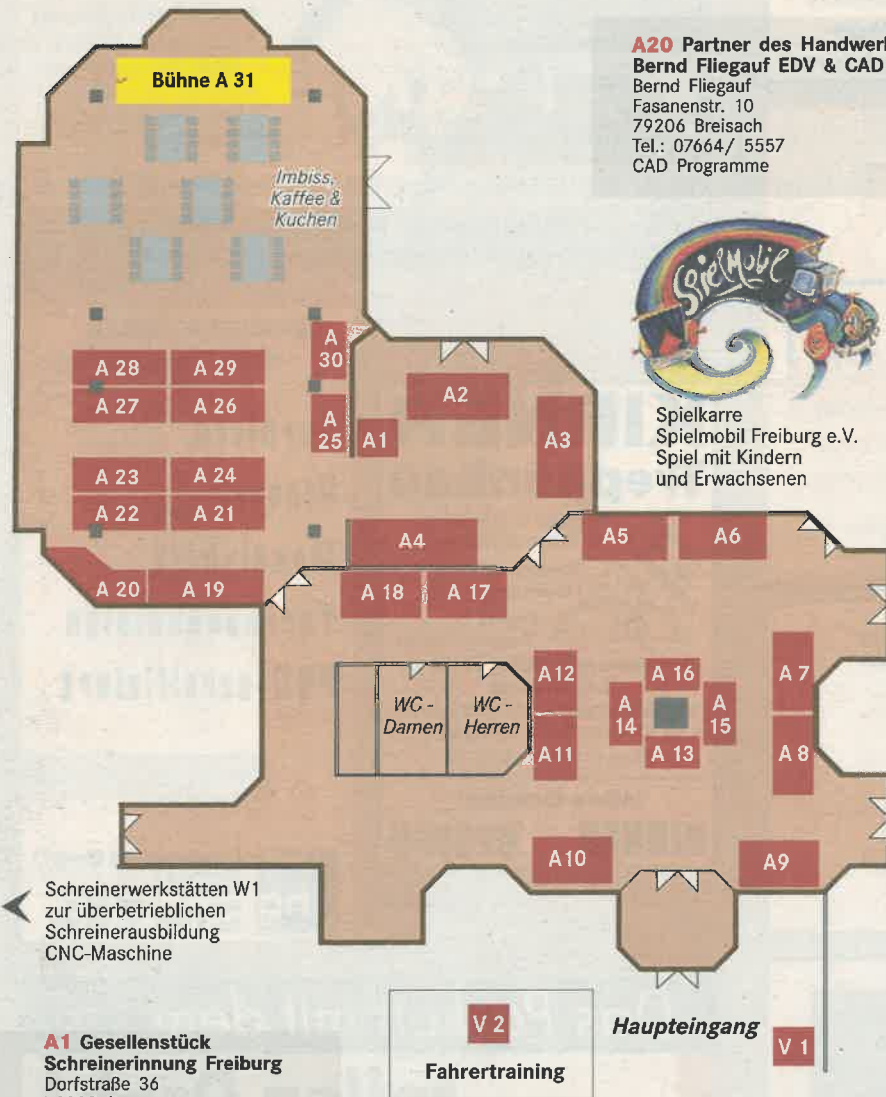 Bühne A 31
A20 Partner des Handwerk
Bernd Fliegauf EDV & CAD
Bernd Fliegauf
Fasanenstr. 10
79206 Breisach
Tel.: 07664/ 5557
CAD Programme
Imbiss,
Kaffee &
Kuchen
SpielMobil
Spielkarre
Spielmobil Freiburg e.V.
Spiel mit Kindern
und Erwachsenen
A 28
A 29
A 30
A 27
A 26
A 25
A2
A1
A3
A 23
A 24
A 22
A 21
A4
A5
A6
A 20
A 19
A 18
A 17
WC -
Damen
WC -
Herren
A12
A 16
A7
A 14
A 15
A11
A 13
A8
A10
A9
Schreinerwerkstätten W1
zur überbetrieblichen
Schreinerausbildung
CNC-Maschine
V 2
Fahrertraining
Haupteingang
V 1
A1 Gesellenstück
Schreinerinnung Freiburg
Dorfstraße 36